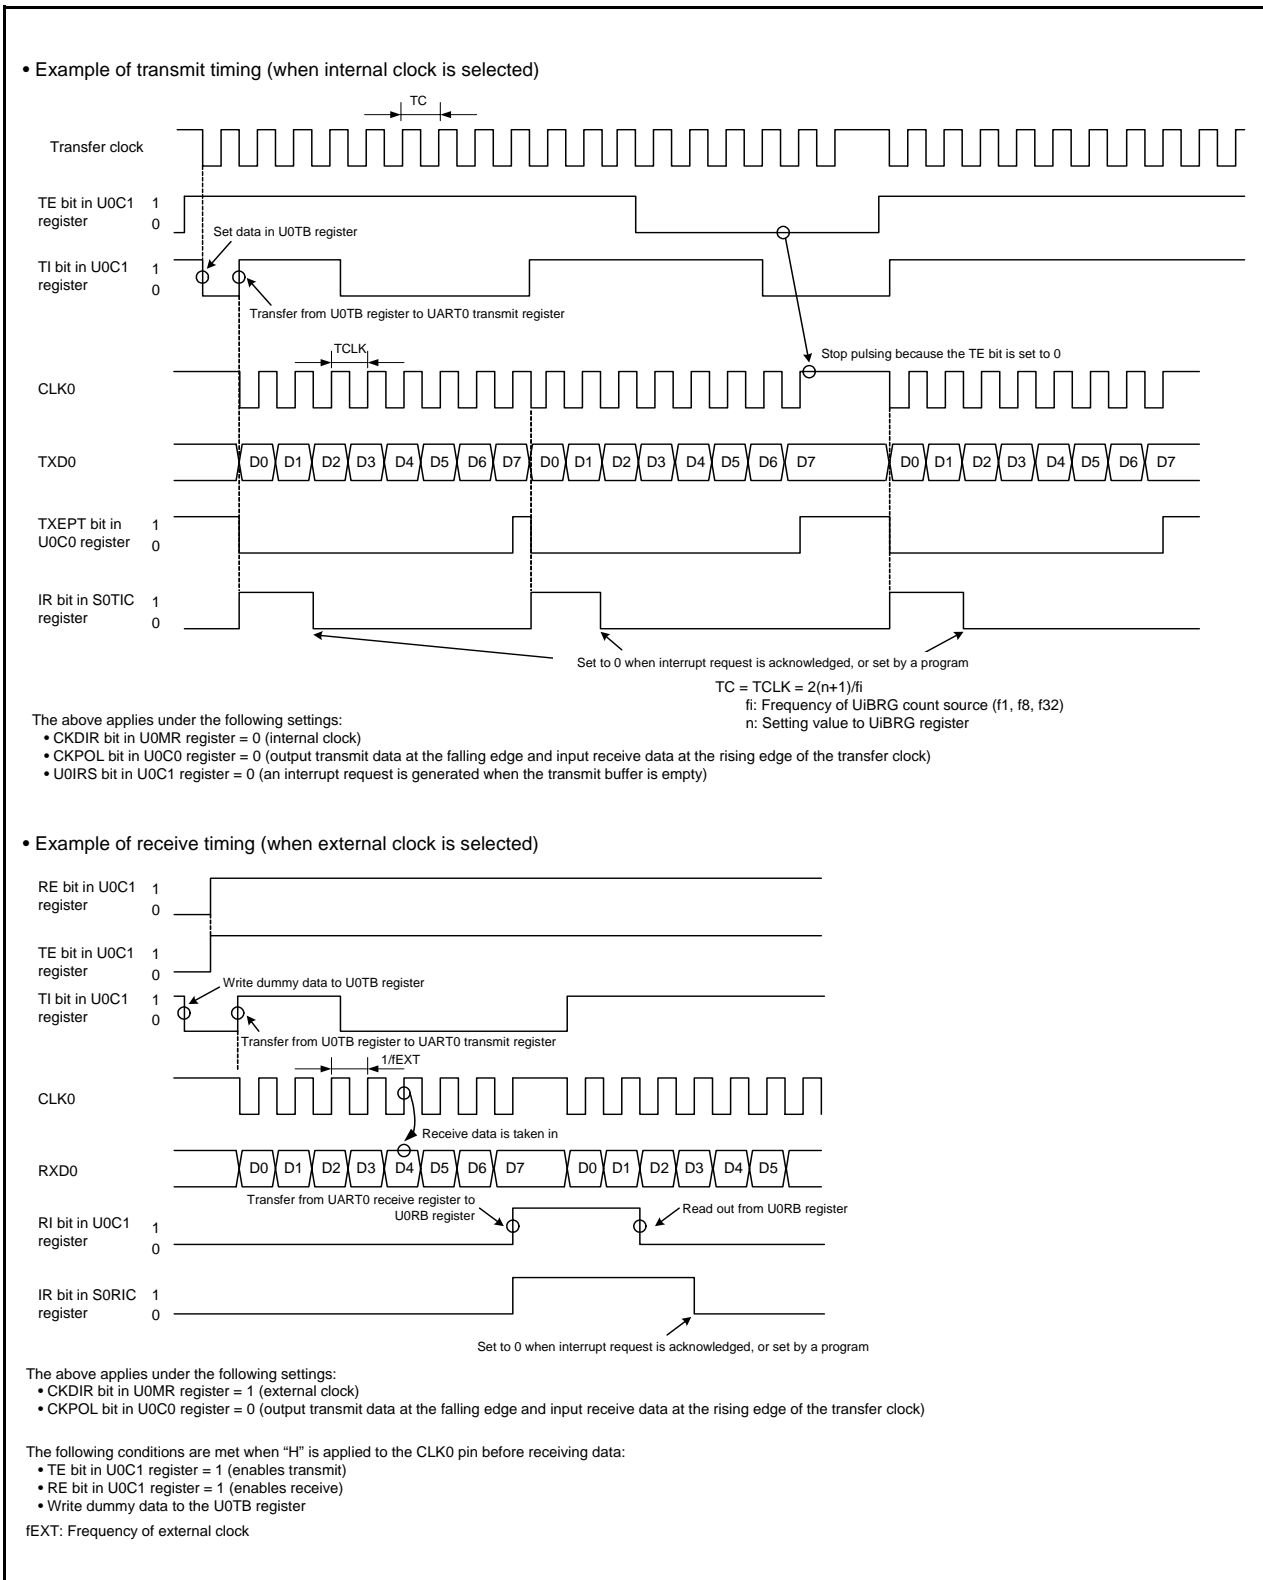 • Example of transmit timing (when internal clock is selected)
TC
Transfer clock
TE bit in U0C1
register
1
0
Set data in U0TB register
TI bit in U0C1
register
1
0
Transfer from U0TB register to UART0 transmit register
TCLK
Stop pulsing because the TE bit is set to 0
CLK0
TXD0
D0 D1 D2 D3 D4 D5 D6 D7 D0 D1 D2 D3 D4 D5 D6 D7 D0 D1 D2 D3 D4 D5 D6 D7
TXEPT bit in
U0C0 register
1
0
IR bit in S0TIC
register
1
0
Set to 0 when interrupt request is acknowledged, or set by a program
TC = TCLK = 2(n+1)/fi
fi: Frequency of UiBRG count source (f1, f8, f32)
n: Setting value to UiBRG register
The above applies under the following settings:
• CKDIR bit in U0MR register = 0 (internal clock)
• CKPOL bit in U0C0 register = 0 (output transmit data at the falling edge and input receive data at the rising edge of the transfer clock)
• U0IRS bit in U0C1 register = 0 (an interrupt request is generated when the transmit buffer is empty)
• Example of receive timing (when external clock is selected)
RE bit in U0C1
register
1
0
TE bit in U0C1
register
1
0
Write dummy data to U0TB register
TI bit in U0C1
register
1
0
Transfer from U0TB register to UART0 transmit register
1/fEXT
CLK0
Receive data is taken in
RXD0
D0 D1 D2 D3 D4 D5 D6 D7 D0 D1 D2 D3 D4 D5
Transfer from UART0 receive register to
U0RB register
Read out from U0RB register
RI bit in U0C1
register
1
0
IR bit in S0RIC
register
1
0
Set to 0 when interrupt request is acknowledged, or set by a program
The above applies under the following settings:
• CKDIR bit in U0MR register = 1 (external clock)
• CKPOL bit in U0C0 register = 0 (output transmit data at the falling edge and input receive data at the rising edge of the transfer clock)
The following conditions are met when “H” is applied to the CLK0 pin before receiving data:
• TE bit in U0C1 register = 1 (enables transmit)
• RE bit in U0C1 register = 1 (enables receive)
• Write dummy data to the U0TB register
fEXT: Frequency of external clock